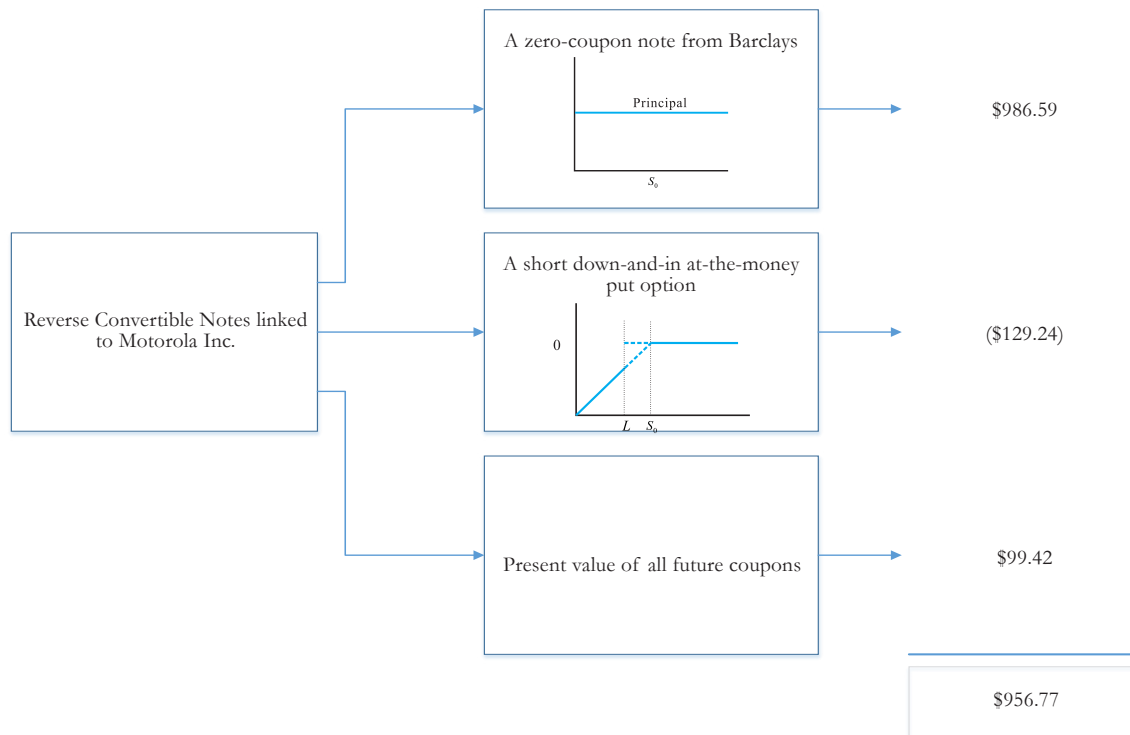 A zero-coupon note from Barclays
Principal
S₀
$986.59
Reverse Convertible Notes linked
to Motorola Inc.
A short down-and-in at-the-money
put option
0
L S₀
($129.24)
Present value of all future coupons
$99.42
$956.77